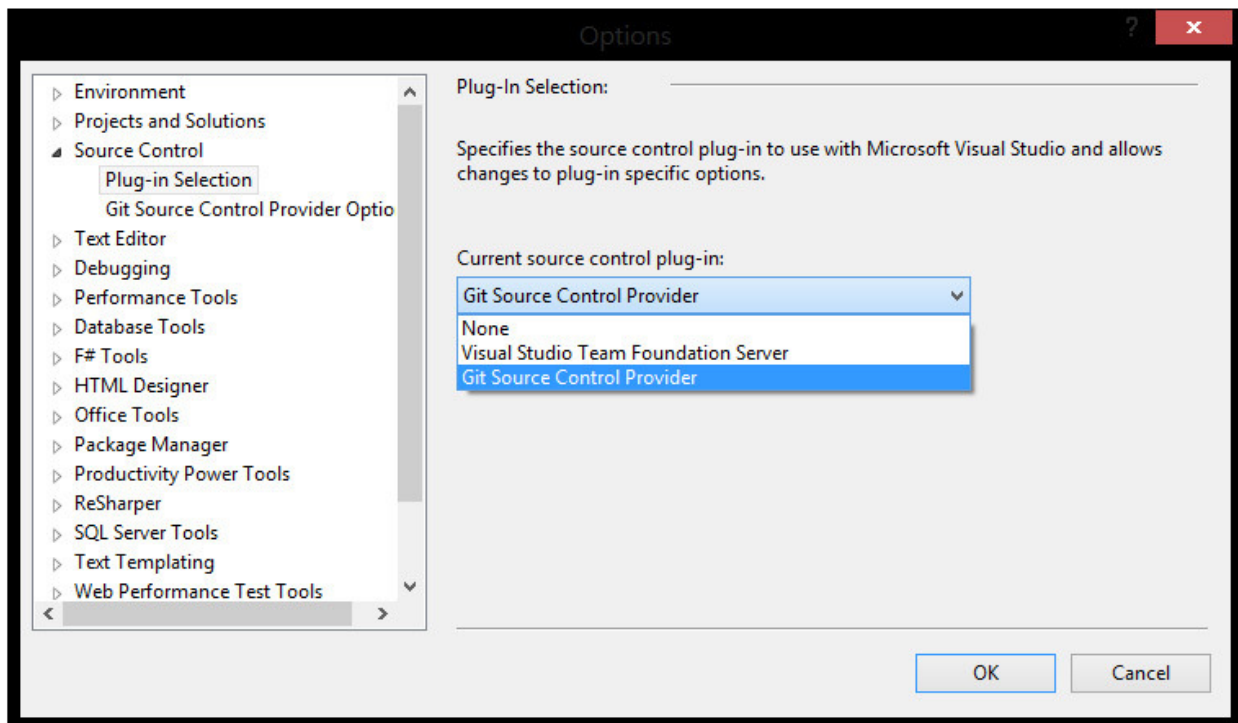 Options
?
x
Environment
Projects and Solutions
Source Control
Plug-in Selection
Git Source Control Provider Optio
Text Editor
Debugging
Performance Tools
Database Tools
F# Tools
HTML Designer
Office Tools
Package Manager
Productivity Power Tools
ReSharper
SQL Server Tools
Text Templating
Web Performance Test Tools
Plug-In Selection:
Specifies the source control plug-in to use with Microsoft Visual Studio and allows
changes to plug-in specific options.
Current source control plug-in:
Git Source Control Provider
None
Visual Studio Team Foundation Server
Git Source Control Provider
OK
Cancel